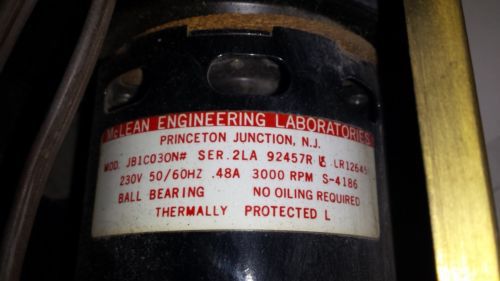 McLEAN ENGINEERING LABORATORIES
PRINCETON JUNCTION, N.J.
MOD. JB1C030N# SER. 2LA 92457R LR12645
230V 50/60HZ .48A 3000 RPM S-4186
BALL BEARING NO OILING REQUIRED
THERMALLY PROTECTED L